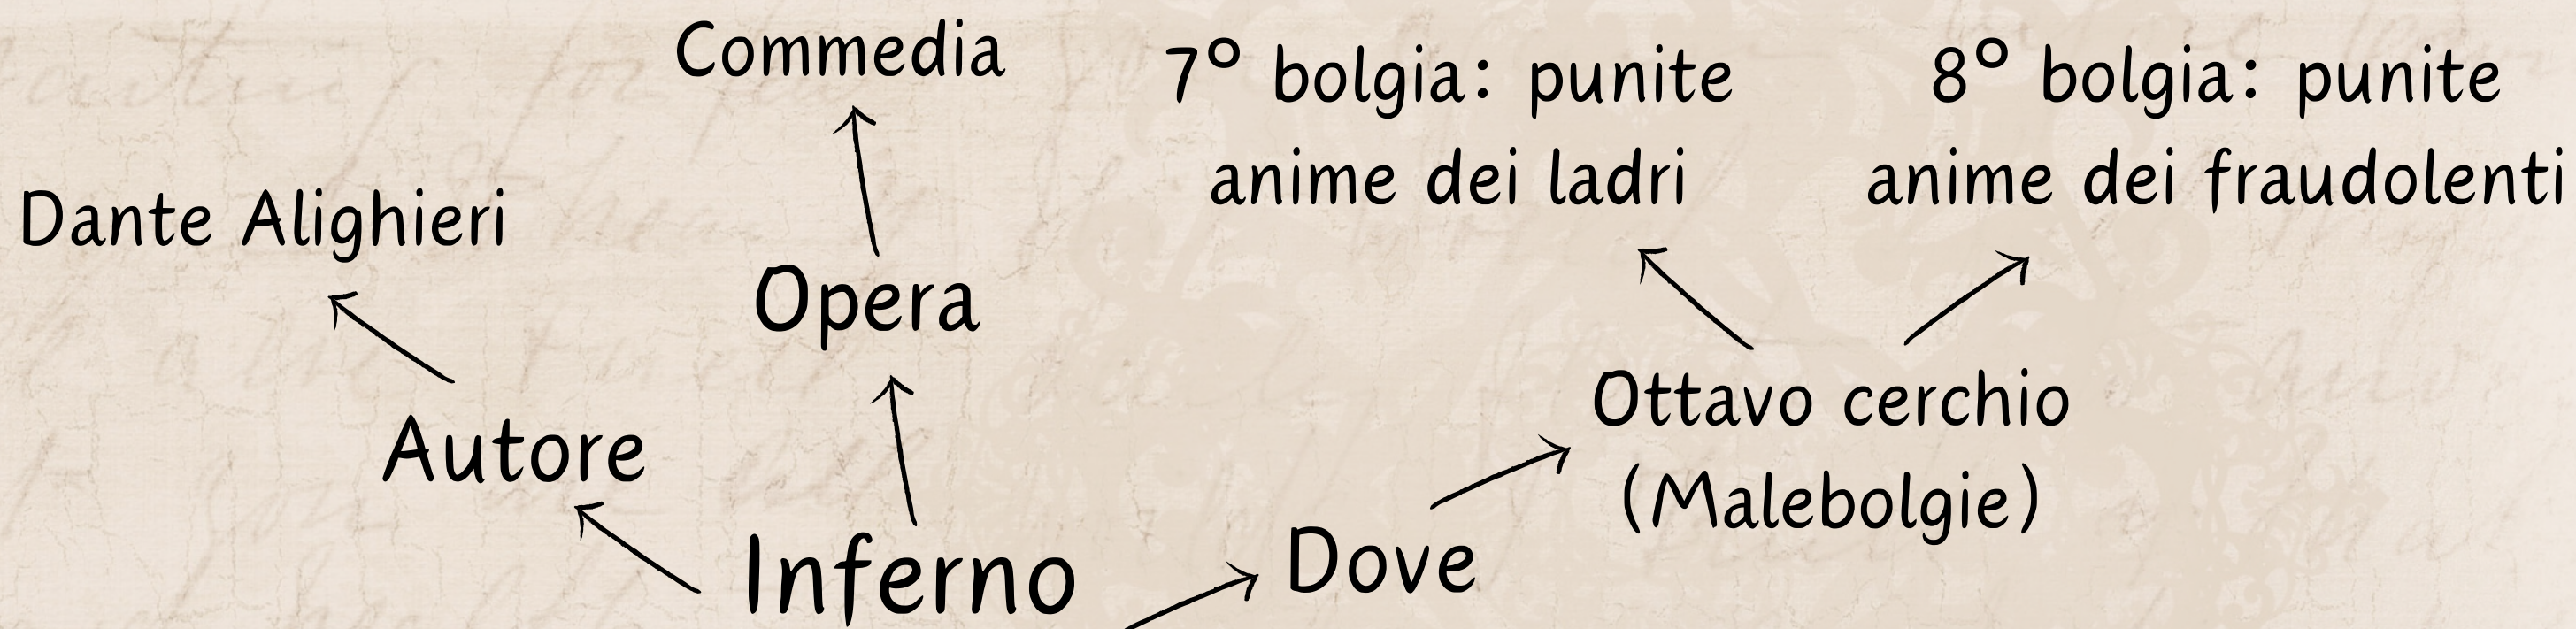 Commedia
7° bolgia: punite
anime dei ladri
8° bolgia: punite
anime dei fraudolenti
Dante Alighieri
Opera
Autore
Ottavo cerchio
(Malebolgie)
Dove
Inferno